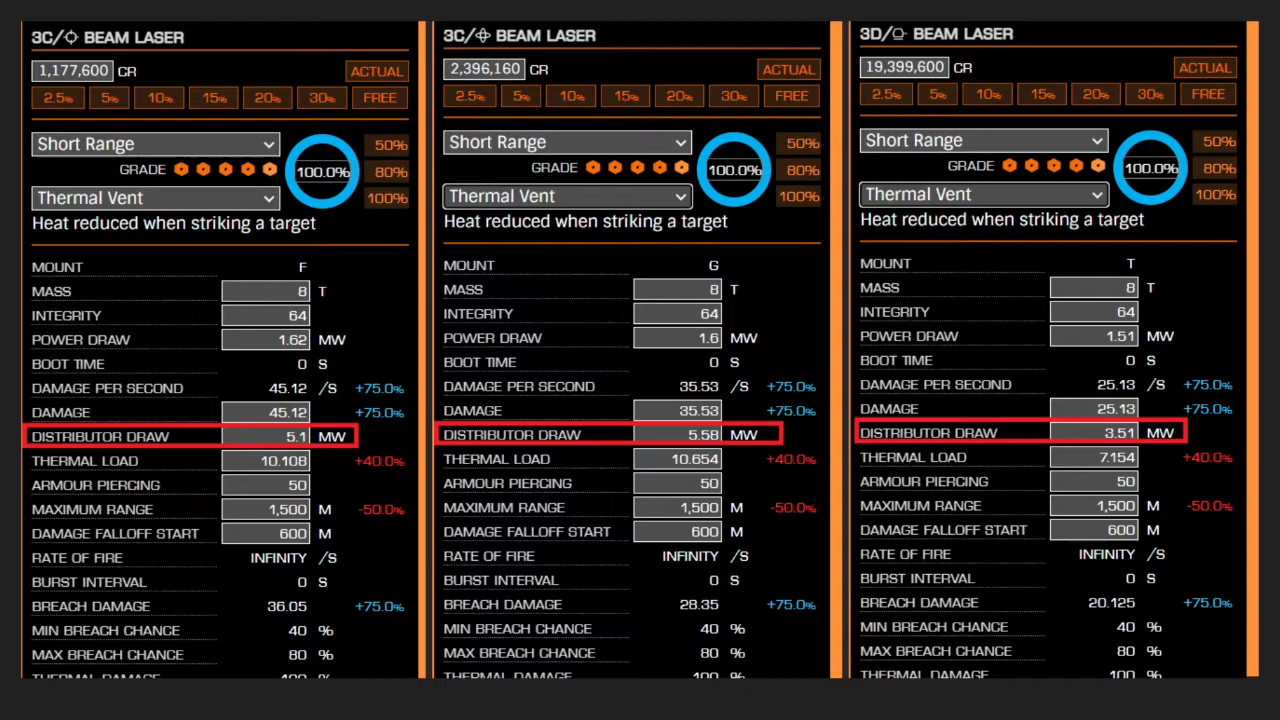 3C/ BEAM LASER
1,177,600 CR ACTUAL
2.5% 5% 10% 15% 20% 30% FREE
Short Range 50%
GRADE 100.0% 80%
Thermal Vent 100%
Heat reduced when striking a target
MOUNT F
MASS 8 T
INTEGRITY 64
POWER DRAW 1.62 MW
BOOT TIME 0 S
DAMAGE PER SECOND 45.12 /S +75.0%
DAMAGE 45.12 +75.0%
DISTRIBUTOR DRAW 5.1 MW
THERMAL LOAD 10.108 +40.0%
ARMOUR PIERCING 50
MAXIMUM RANGE 1,500 M -50.0%
DAMAGE FALLOFF START 600 M
RATE OF FIRE INFINITY /S
BURST INTERVAL 0 S
BREACH DAMAGE 36.05 +75.0%
MIN BREACH CHANCE 40 %
MAX BREACH CHANCE 80 %
THERMAL DAMAGE 100 %
3C/ BEAM LASER
2,396,160 CR ACTUAL
2.5% 5% 10% 15% 20% 30% FREE
Short Range 50%
GRADE 100.0% 80%
Thermal Vent 100%
Heat reduced when striking a target
MOUNT G
MASS 8 T
INTEGRITY 64
POWER DRAW 1.6 MW
BOOT TIME 0 S
DAMAGE PER SECOND 35.53 /S +75.0%
DAMAGE 35.53 +75.0%
DISTRIBUTOR DRAW 5.58 MW
THERMAL LOAD 10.654 +40.0%
ARMOUR PIERCING 50
MAXIMUM RANGE 1,500 M -50.0%
DAMAGE FALLOFF START 600 M
RATE OF FIRE INFINITY /S
BURST INTERVAL 0 S
BREACH DAMAGE 28.35 +75.0%
MIN BREACH CHANCE 40 %
MAX BREACH CHANCE 80 %
THERMAL DAMAGE 100 %
3D/ BEAM LASER
19,399,600 CR ACTUAL
2.5% 5% 10% 15% 20% 30% FREE
Short Range 50%
GRADE 100.0% 80%
Thermal Vent 100%
Heat reduced when striking a target
MOUNT T
MASS 8 T
INTEGRITY 64
POWER DRAW 1.51 MW
BOOT TIME 0 S
DAMAGE PER SECOND 25.13 /S +75.0%
DAMAGE 25.13 +75.0%
DISTRIBUTOR DRAW 3.51 MW
THERMAL LOAD 7.154 +40.0%
ARMOUR PIERCING 50
MAXIMUM RANGE 1,500 M -50.0%
DAMAGE FALLOFF START 600 M
RATE OF FIRE INFINITY /S
BURST INTERVAL 0 S
BREACH DAMAGE 20.125 +75.0%
MIN BREACH CHANCE 40 %
MAX BREACH CHANCE 80 %
THERMAL DAMAGE 100 %